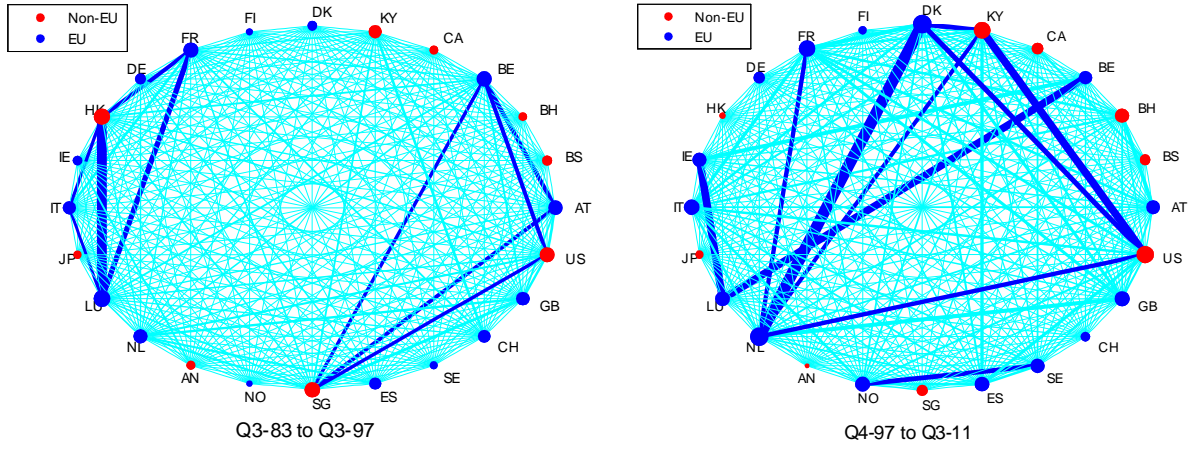 Non-EU
EU
DK
FI
KY
FR
CA
DE
BE
HK
BH
IE
BS
IT
AT
JP
US
LU
GB
NL
CH
AN
SE
NO
SG
ES
Q3-83 to Q3-97
Non-EU
EU
DK
FI
KY
FR
CA
DE
BE
HK
BH
IE
BS
IT
AT
JP
US
LU
GB
NL
CH
AN
SE
NO
SG
ES
Q4-97 to Q3-11